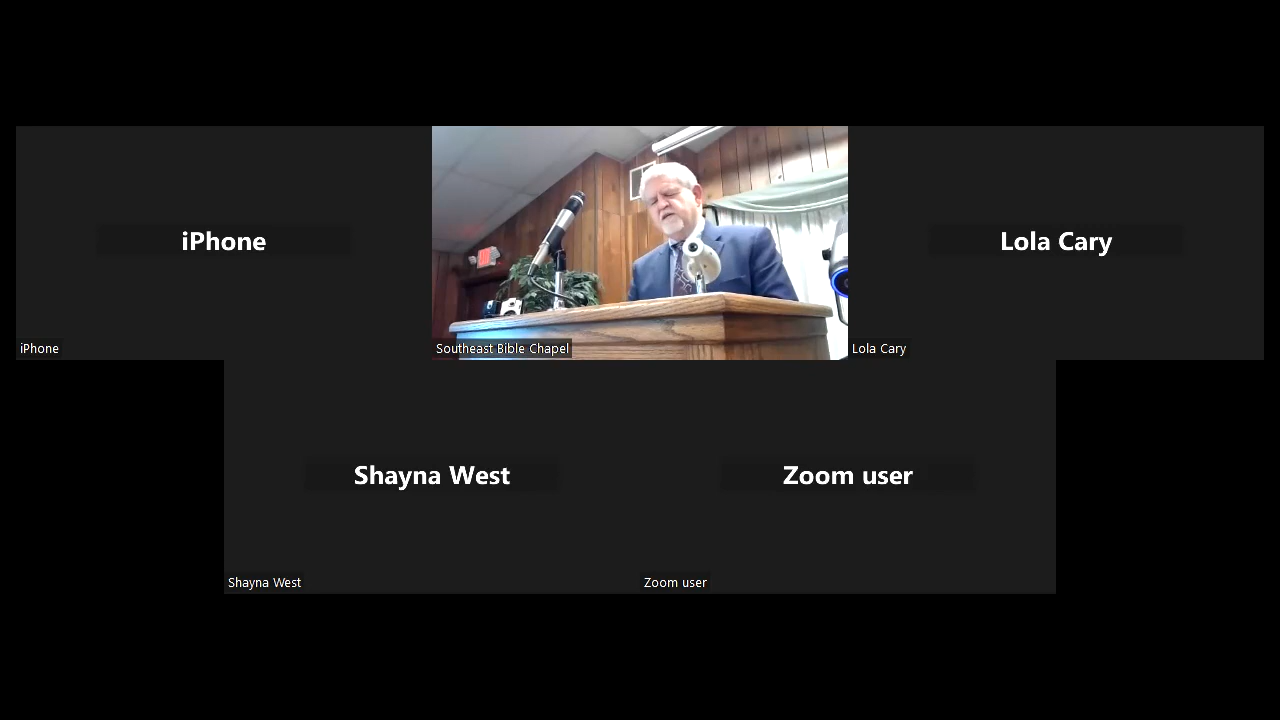 iPhone
Lola Cary
iPhone
Southeast Bible Chapel
Lola Cary
Shayna West
Zoom user
Shayna West
Zoom user